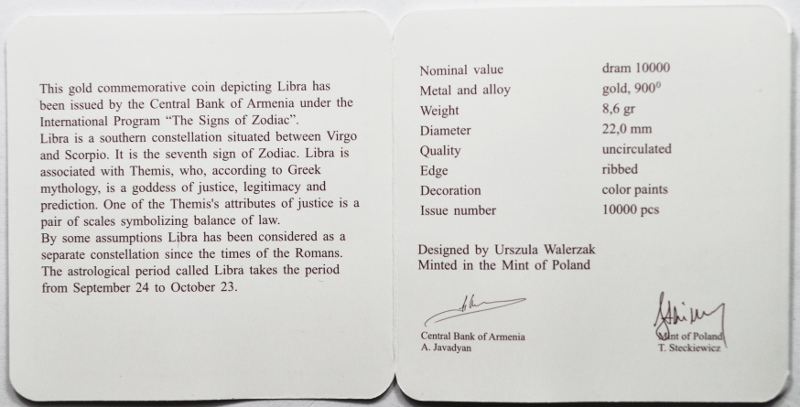 This gold commemorative coin depicting Libra has
been issued by the Central Bank of Armenia under the
International Program “The Signs of Zodiac”.
Libra is a southern constellation situated between Virgo
and Scorpio. It is the seventh sign of Zodiac. Libra is
associated with Themis, who, according to Greek
mythology, is a goddess of justice, legitimacy and
prediction. One of the Themis's attributes of justice is a
pair of scales symbolizing balance of law.
By some assumptions Libra has been considered as a
separate constellation since the times of the Romans.
The astrological period called Libra takes the period
from September 24 to October 23.
Nominal value dram 10000
Metal and alloy gold, 900⁰
Weight 8,6 gr
Diameter 22,0 mm
Quality uncirculated
Edge ribbed
Decoration color paints
Issue number 10000 pcs
Designed by Urszula Walerzak
Minted in the Mint of Poland
Central Bank of Armenia
A. Javadyan
Mint of Poland
T. Steckiewicz